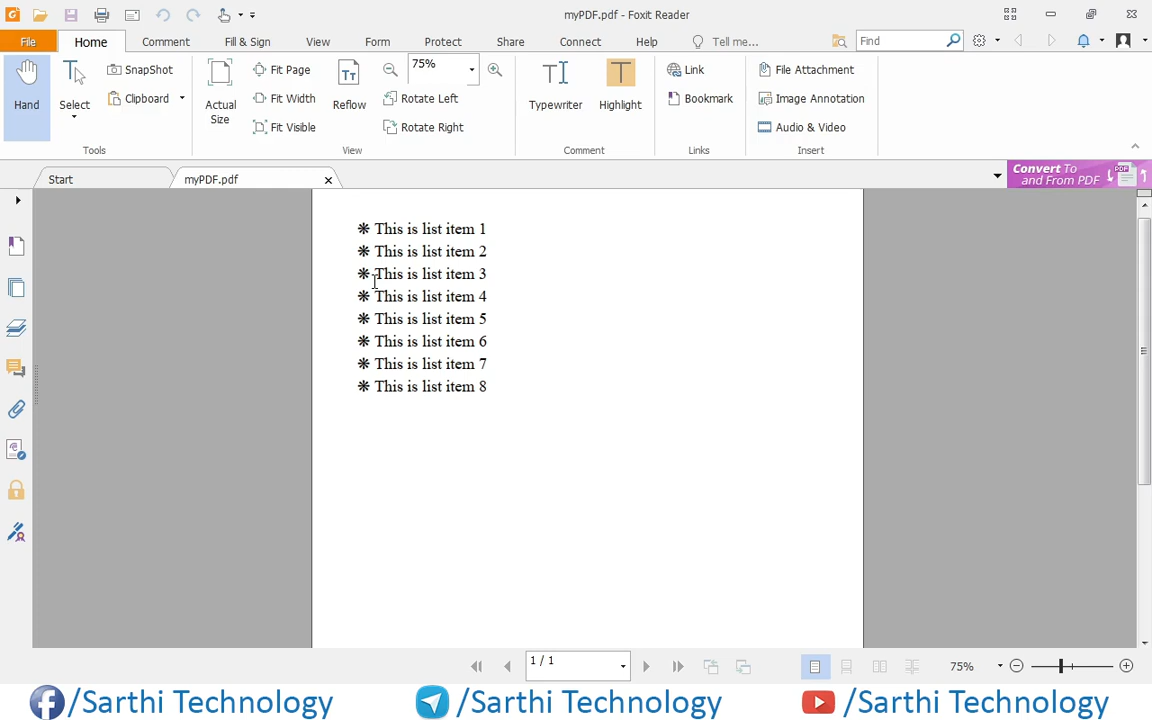 myPDF.pdf - Foxit Reader
File Home Comment Fill & Sign View Form Protect Share Connect Help Tell me... Find
Hand
Select
SnapShot
Clipboard
Tools
Actual Size
Fit Page
Fit Width
Fit Visible
Reflow
75%
Rotate Left
Rotate Right
View
Typewriter
Highlight
Comment
Link
Bookmark
Links
File Attachment
Image Annotation
Audio & Video
Insert
Start
myPDF.pdf
Convert To
and From PDF
PDF
❋ This is list item 1
❋ This is list item 2
❋ This is list item 3
❋ This is list item 4
❋ This is list item 5
❋ This is list item 6
❋ This is list item 7
❋ This is list item 8
1 / 1
75%
/Sarthi Technology /Sarthi Technology /Sarthi Technology